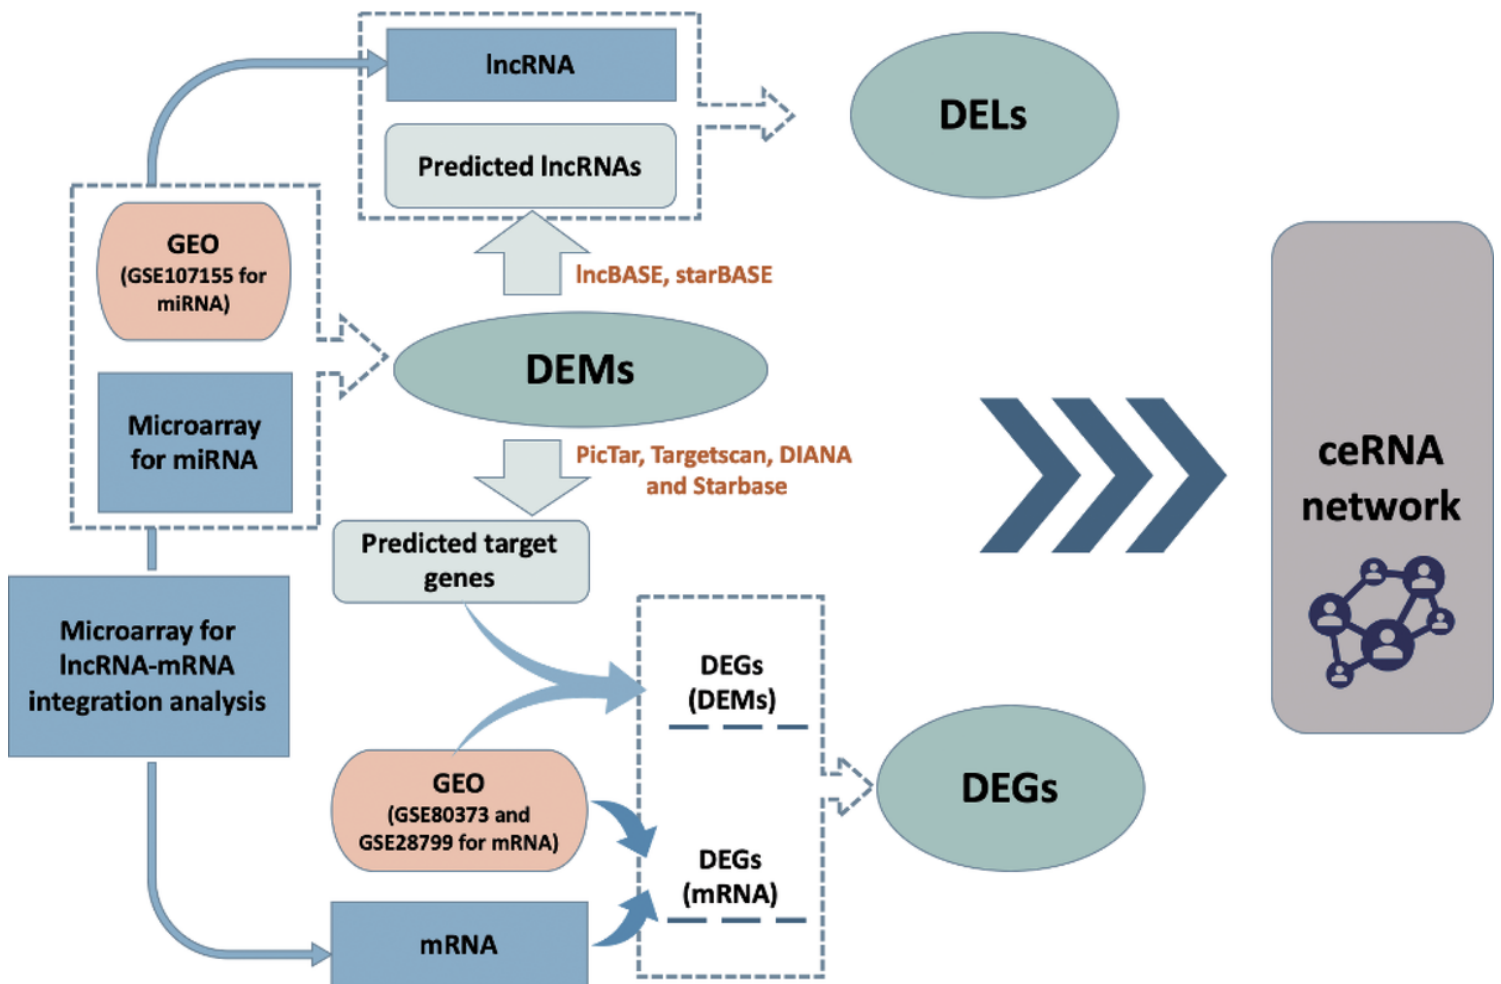 lncRNA
Predicted lncRNAs
DELs
GEO
(GSE107155 for
miRNA)
lncBASE, starBASE
DEMs
Microarray
for miRNA
PicTar, Targetscan, DIANA
and Starbase
ceRNA
network
Predicted target
genes
Microarray for
lncRNA-mRNA
integration analysis
DEGs
(DEMs)
GEO
(GSE80373 and
GSE28799 for mRNA)
DEGs
DEGs
(mRNA)
mRNA